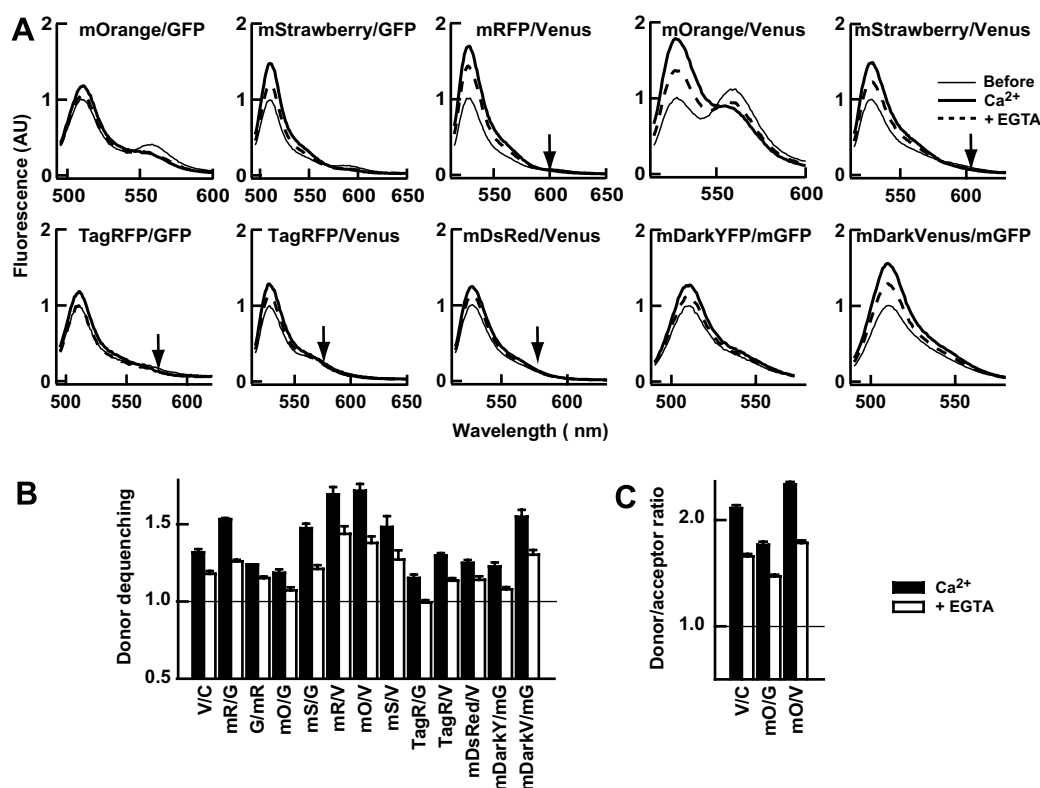 A
mOrange/GFP
mStrawberry/GFP
mRFP/Venus
mOrange/Venus
mStrawberry/Venus
Before
Ca2+
+ EGTA
2
1
0
500 550 600
2
1
0
500 550 600 650
2
1
0
550 600 650
2
1
0
550 600
2
1
0
550 600
Fluorescence (AU)
TagRFP/GFP
TagRFP/Venus
mDsRed/Venus
mDarkYFP/mGFP
mDarkVenus/mGFP
2
1
0
500 550 600
2
1
0
550 600 650
2
1
0
550 600 650
2
1
0
500 550
2
1
0
500 550
Wavelength ( nm)
B
Donor dequenching
1.5
1.0
0.5
V/C
mR/G
G/mR
mO/G
mS/G
mR/V
mO/V
mS/V
TagR/G
TagR/V
mDsRed/V
mDarkY/mG
mDarkV/mG
C
Donor/acceptor ratio
2.0
1.0
V/C
mO/G
mO/V
Ca2+
+ EGTA